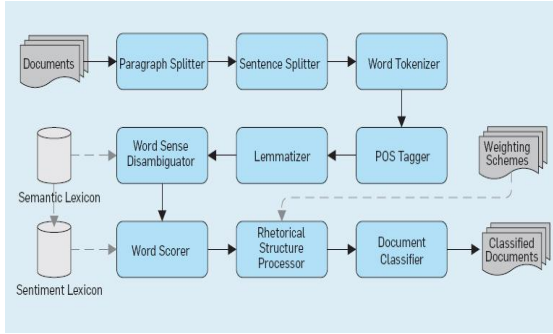 Documents
Paragraph Splitter
Sentence Splitter
Word Tokenizer
Word Sense
Disambiguator
Lemmatizer
POS Tagger
Weighting
Schemes
Semantic Lexicon
Word Scorer
Rhetorical
Structure
Processor
Document
Classifier
Classified
Documents
Sentiment Lexicon